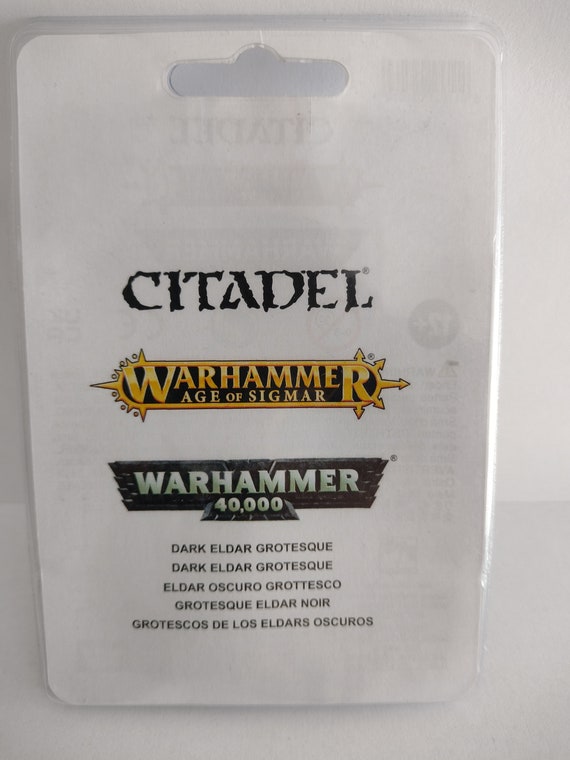 CITADEL®
WARHAMMER®
AGE OF SIGMAR
WARHAMMER®
40,000
DARK ELDAR GROTESQUE
DARK ELDAR GROTESQUE
ELDAR OSCURO GROTTESCO
GROTESQUE ELDAR NOIR
GROTESCOS DE LOS ELDARS OSCUROS